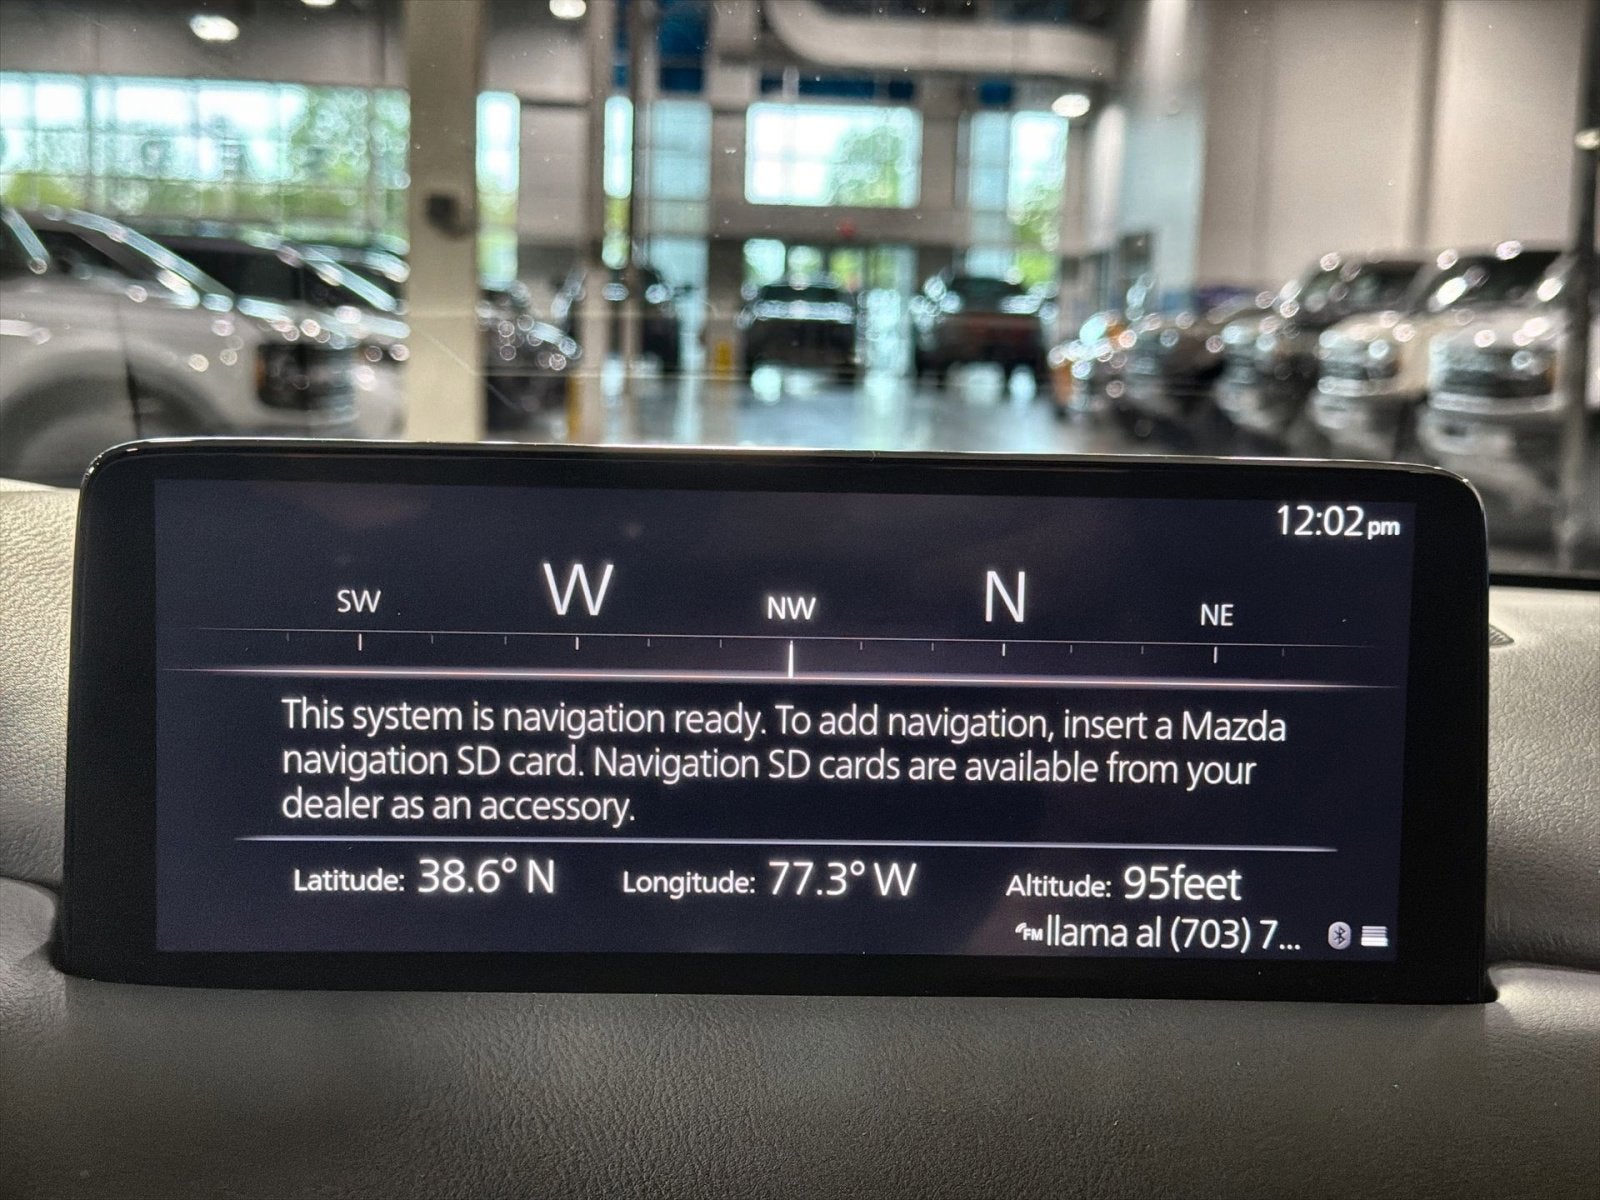 12:02 pm
SW W NW N NE
This system is navigation ready. To add navigation, insert a Mazda
navigation SD card. Navigation SD cards are available from your
dealer as an accessory.
Latitude: 38.6° N Longitude: 77.3° W Altitude: 95feet
FM llama al (703) 7...